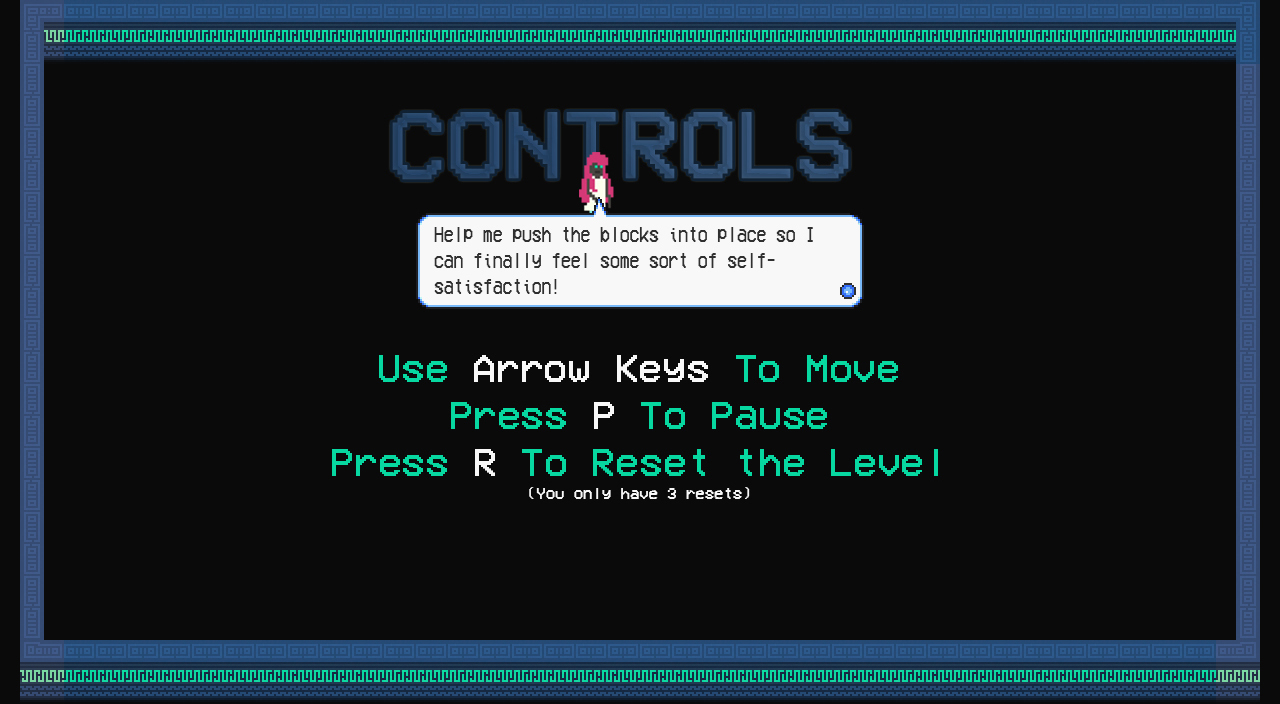 CONTROLS
Help me push the blocks into place so I
can finally feel some sort of self-
satisfaction!
Use Arrow Keys To Move
Press P To Pause
Press R To Reset the Level
(You only have 3 resets)